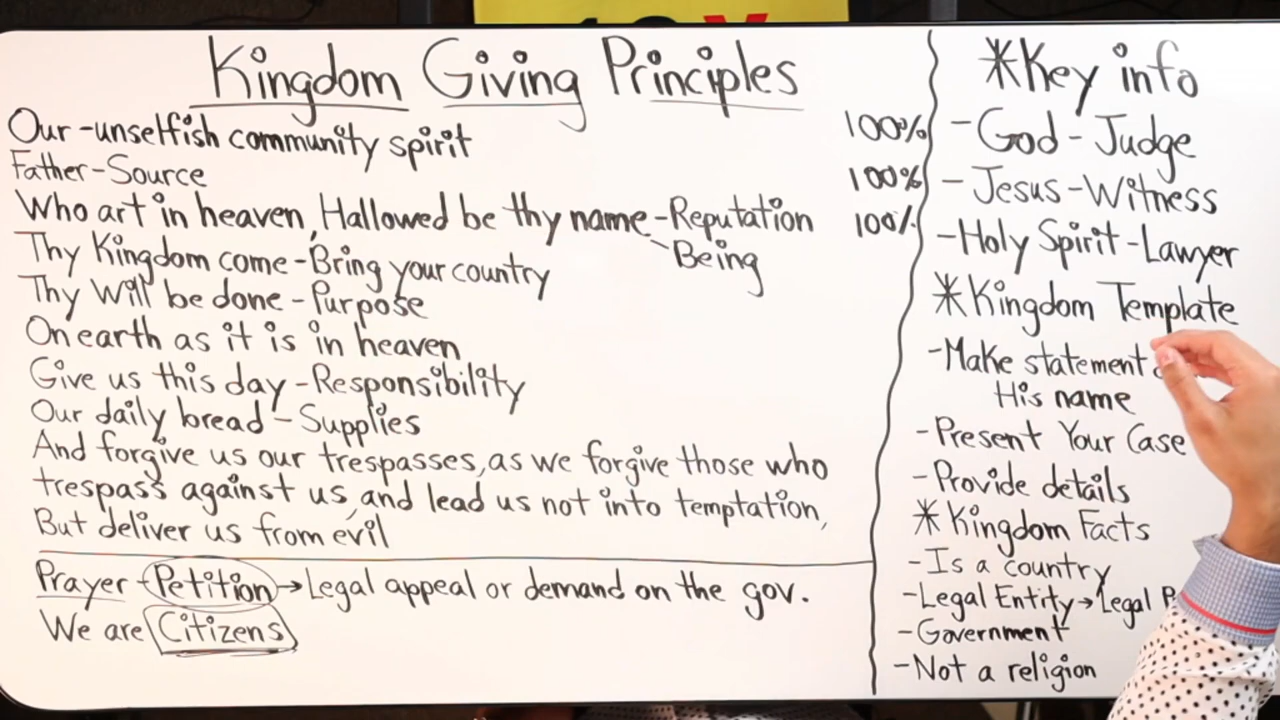 Kingdom Giving Principles
Our -unselfish community spirit 100%
Father-Source 100%
Who art in heaven, Hallowed be thy name-Reputation 100%
-Being
Thy Kingdom come-Bring your country
Thy Will be done-Purpose
On earth as it is in heaven
Give us this day-Responsibility
Our daily bread-Supplies
And forgive us our trespasses, as we forgive those who
trespass against us, and lead us not into temptation,
But deliver us from evil
Prayer-Petition→Legal appeal or demand on the gov.
We are Citizens
*Key info
-God-Judge
-Jesus-Witness
-Holy Spirit-Lawyer
*Kingdom Template
-Make statement
His name
-Present Your Case
-Provide details
*Kingdom Facts
-Is a country
-Legal Entity→Legal
-Government
-Not a religion